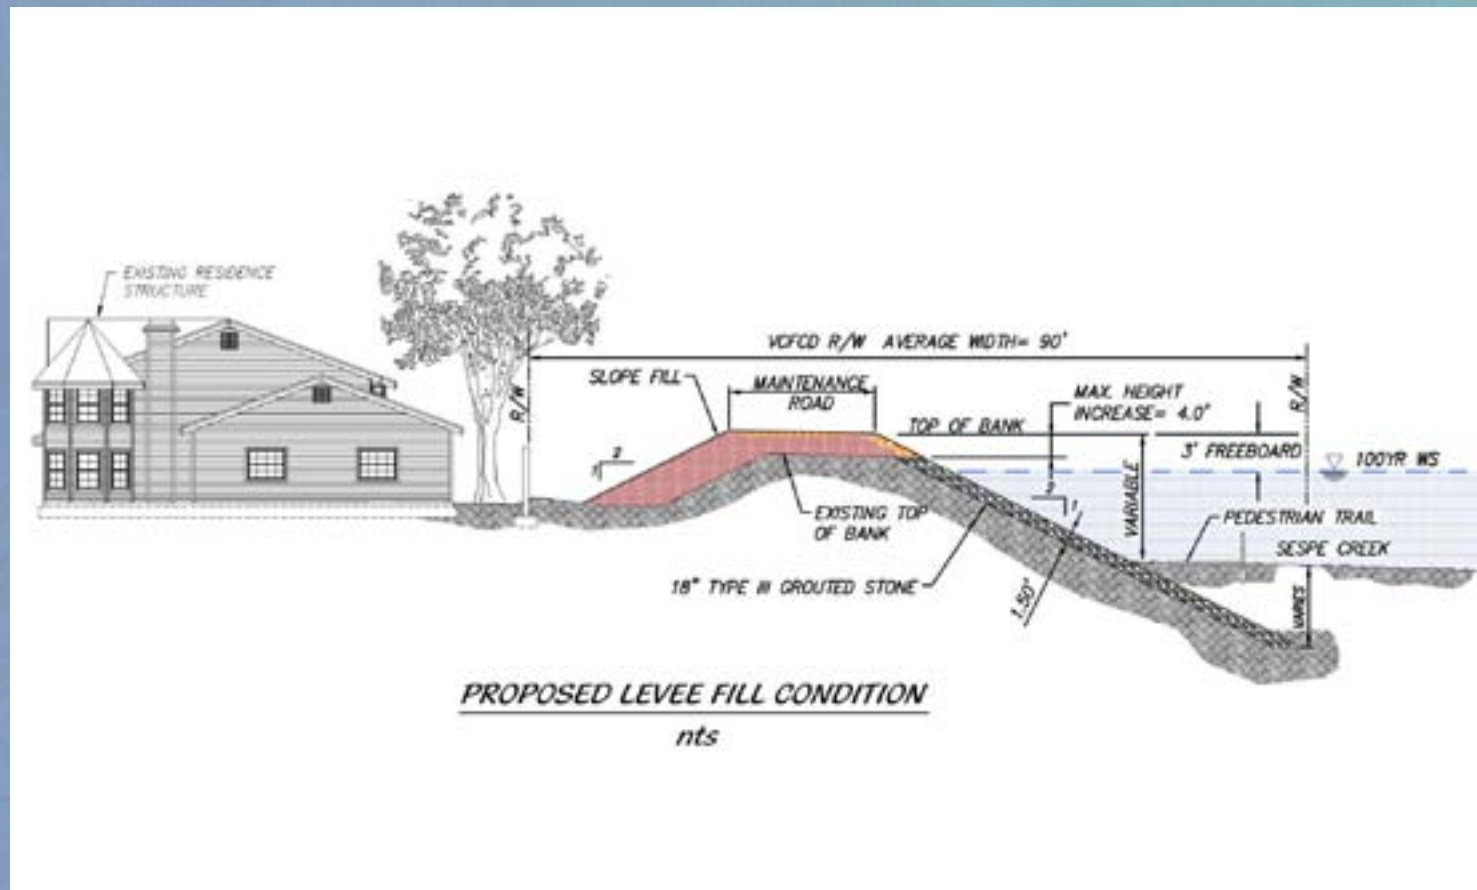 EXISTING RESIDENCE
STRUCTURE
VCFCD R/W AVERAGE WIDTH= 90'
R/W
R/W
SLOPE FILL
MAINTENANCE
ROAD
MAX. HEIGHT
INCREASE= 4.0'
TOP OF BANK
3' FREEBOARD
100YR WS
2
1
2
1
VARIABLE
EXISTING TOP
OF BANK
PEDESTRIAN TRAIL
SESPE CREEK
18" TYPE III GROUTED STONE
1.50'
VARIES
PROPOSED LEVEE FILL CONDITION
nts